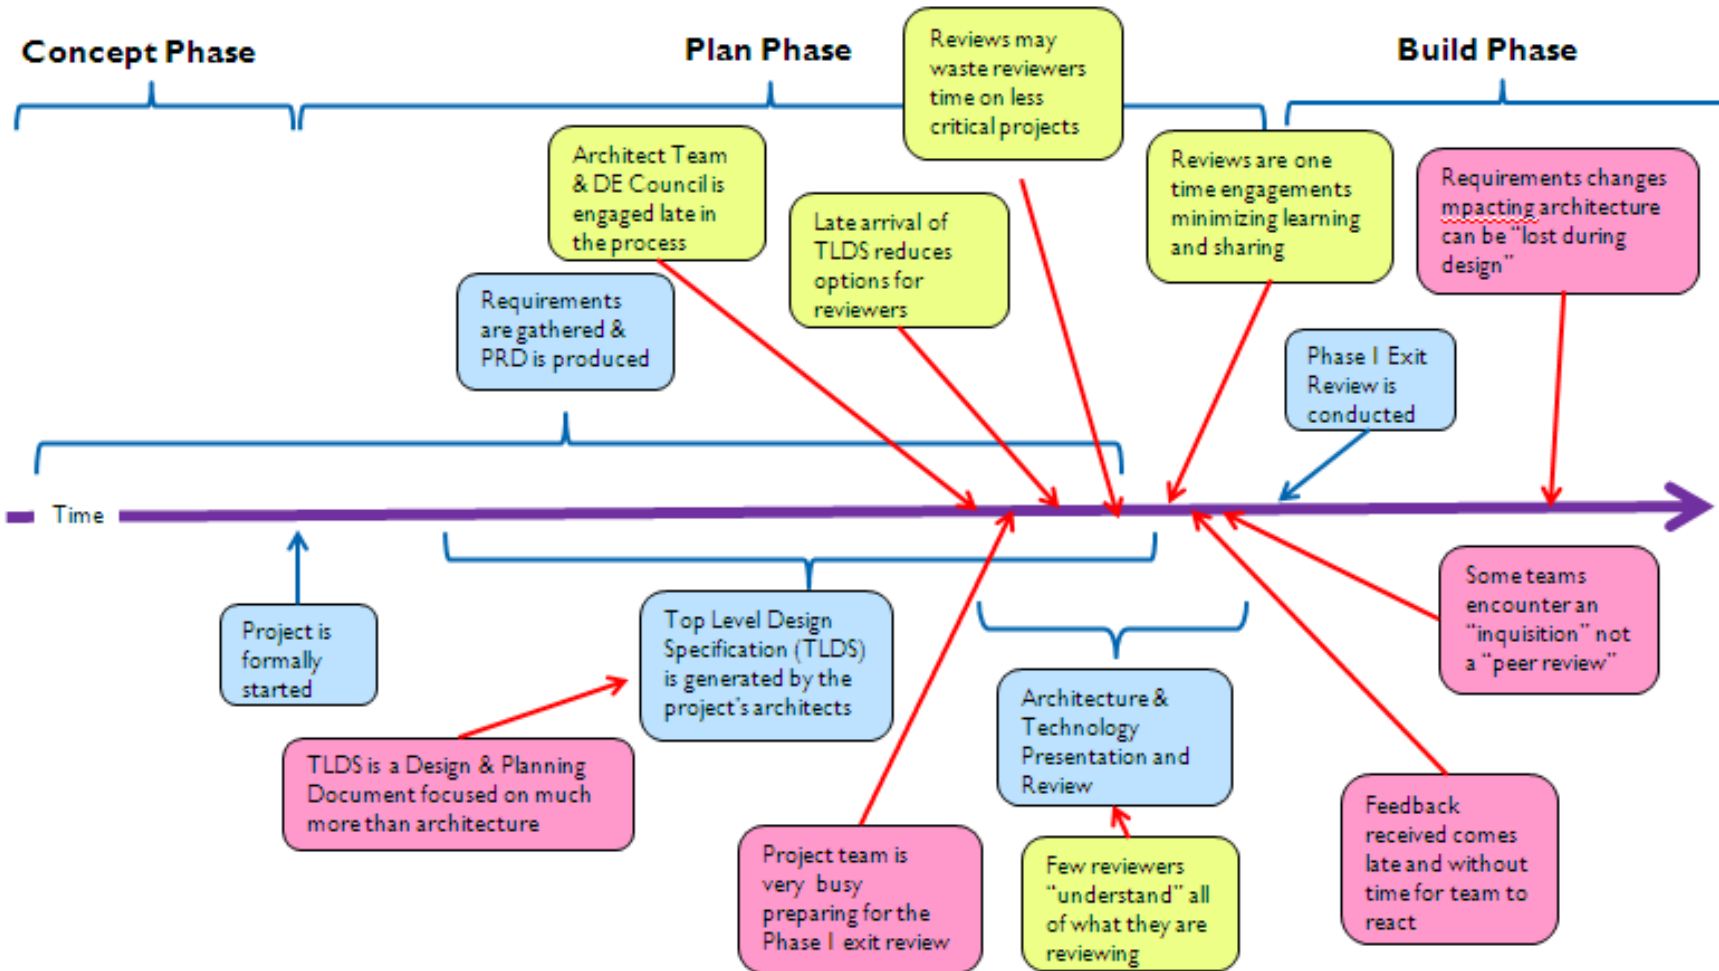 Concept Phase
Plan Phase
Build Phase
Reviews may
waste reviewers
time on less
critical projects
Architect Team
& DE Council is
engaged late in
the process
Late arrival of
TLDS reduces
options for
reviewers
Reviews are one
time engagements
minimizing learning
and sharing
Requirements changes
mpacting architecture
can be “lost during
design”
Requirements
are gathered &
PRD is produced
Phase I Exit
Review is
conducted
Time
Project is
formally
started
Top Level Design
Specification (TLDS)
is generated by the
project’s architects
Some teams
encounter an
“inquisition” not
a “peer review”
Architecture &
Technology
Presentation and
Review
TLDS is a Design & Planning
Document focused on much
more than architecture
Project team is
very busy
preparing for the
Phase I exit review
Few reviewers
“understand” all
of what they are
reviewing
Feedback
received comes
late and without
time for team to
react